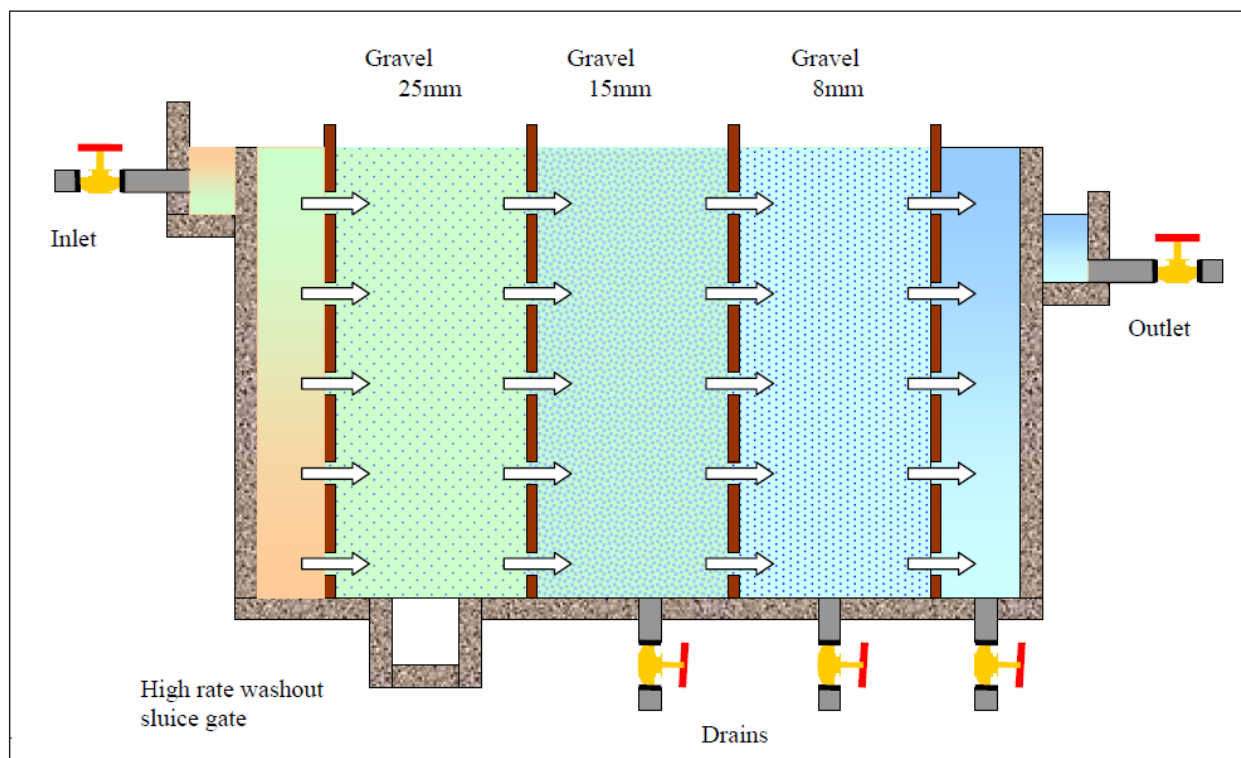 Gravel
25mm
Gravel
15mm
Gravel
8mm
Inlet
Outlet
High rate washout
sluice gate
Drains